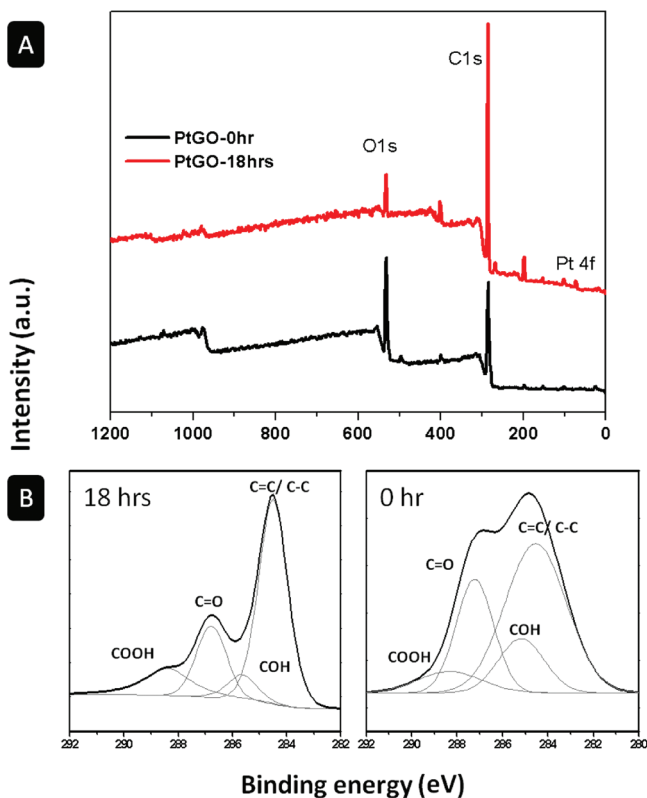 A
C1s
PtGO-0hr
PtGO-18hrs
O1s
Pt 4f
Intensity (a.u.)
1200 1000 800 600 400 200 0
B
18 hrs
C=C/ C-C
C=O
COOH
COH
292 290 288 286 284 282
0 hr
C=C/ C-C
C=O
COH
COOH
292 290 288 286 284 282 280
Binding energy (eV)